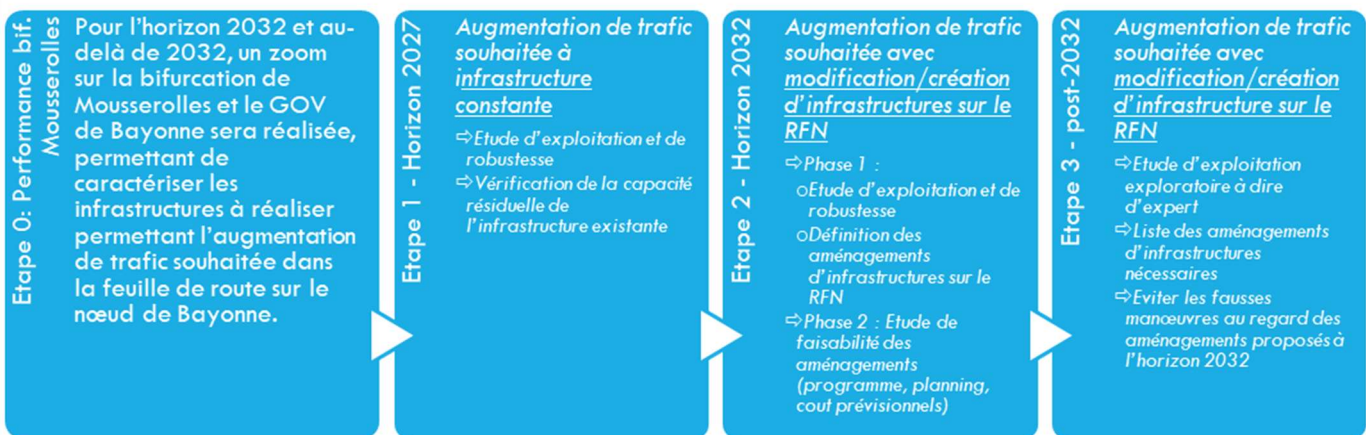 Etape 0: Performance bif.
Mousserolles
Pour l'horizon 2032 et au-
delà de 2032, un zoom
sur la bifurcation de
Mousserolles et le GOV
de Bayonne sera réalisée,
permettant de
caractériser les
infrastructures à réaliser
permettant l'augmentation
de trafic souhaitée dans
la feuille de route sur le
nœud de Bayonne.
Etape 1 - Horizon 2027
Augmentation de trafic
souhaitée à
infrastructure
constante
⇨Etude d'exploitation et de
robustesse
⇨Vérification de la capacité
résiduelle de
l'infrastructure existante
Etape 2 - Horizon 2032
Augmentation de trafic
souhaitée avec
modification/création
d'infrastructures sur le
RFN
⇨Phase 1 :
oEtude d'exploitation et de
robustesse
oDéfinition des
aménagements
d'infrastructures sur le
RFN
⇨Phase 2 : Etude de
faisabilité des
aménagements
(programme, planning,
cout prévisionnels)
Etape 3 - post-2032
Augmentation de trafic
souhaitée avec
modification/création
d'infrastructure sur le
RFN
⇨Etude d'exploitation
exploratoire à dire
d'expert
⇨Liste des aménagements
d'infrastructures
nécessaires
⇨Eviter les fausses
manœuvres au regard des
aménagements proposés à
l'horizon 2032